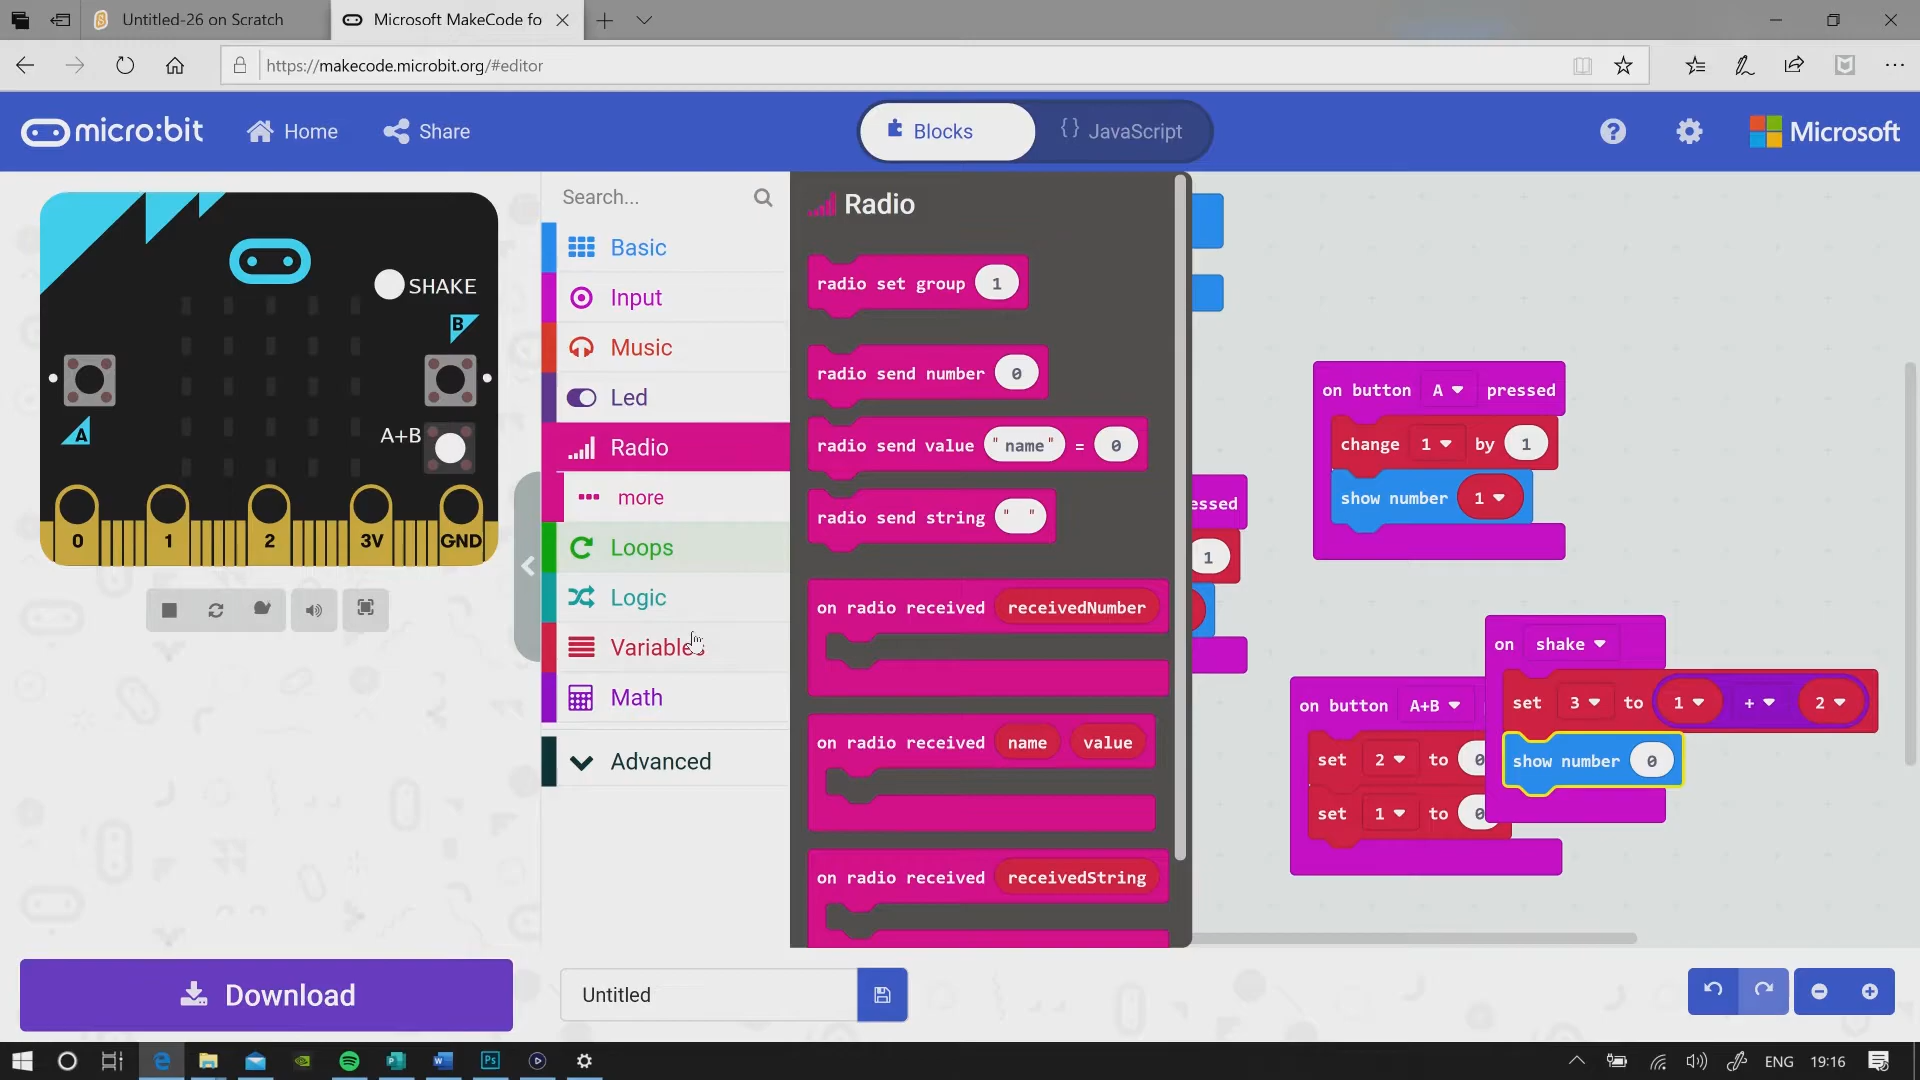 Untitled-26 on Scratch
Microsoft MakeCode fo
https://makecode.microbit.org/#editor
micro:bit
Home
Share
Blocks
{} JavaScript
?
Microsoft
SHAKE
B
A
A+B
0
1
2
3V
GND
Search...
Basic
Input
Music
Led
Radio
more
Loops
Logic
Variables
Math
Advanced
Radio
radio set group 1
radio send number 0
radio send value "name" = 0
radio send string " "
on radio received receivedNumber
on radio received name value
on radio received receivedString
essed
1
on button A pressed
change 1 by 1
show number 1
on button A+B
set 2 to 0
set 1 to 0
on shake
set 3 to 1 + 2
show number 0
Download
Untitled
Ps
ENG
19:16